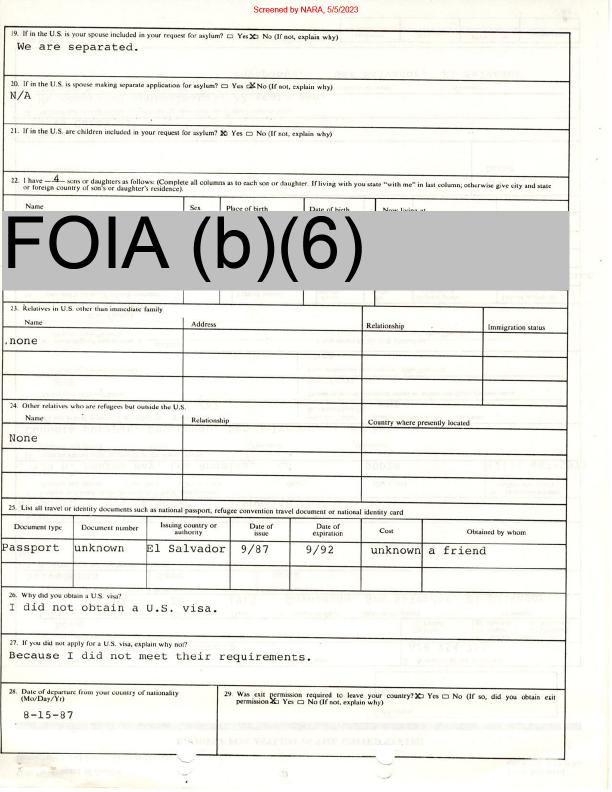 Screened by NARA, 5/5/2023
19. If in the U.S. is your spouse included in your request for asylum? ☐ Yes ☒ No (If not, explain why)
We are separated.
20. If in the U.S. is spouse making separate application for asylum? ☐ Yes ☒ No (If not, explain why)
N/A
21. If in the U.S. are children included in your request for asylum? ☒ Yes ☐ No (If not, explain why)
22. I have 4 sons or daughters as follows: (Complete all columns as to each son or daughter. If living with you state "with me" in last column; otherwise give city and state
or foreign country of son's or daughter's residence).
Name Sex Place of birth Date of birth Now living at
FOIA (b)(6)
23. Relatives in U.S. other than immediate family
Name Address Relationship Immigration status
.none
24. Other relatives who are refugees but outside the U.S.
Name Relationship Country where presently located
None
25. List all travel or identity documents such as national passport, refugee convention travel document or national identity card
Document type Document number Issuing country or authority Date of issue Date of expiration Cost Obtained by whom
Passport unknown El Salvador 9/87 9/92 unknown a friend
26. Why did you obtain a U.S. visa?
I did not obtain a U.S. visa.
27. If you did not apply for a U.S. visa, explain why not?
Because I did not meet their requirements.
28. Date of departure from your country of nationality
(Mo/Day/Yr)
8-15-87
29. Was exit permission required to leave your country? ☒ Yes ☐ No (If so, did you obtain exit
permission ☒ Yes ☐ No (If not, explain why)